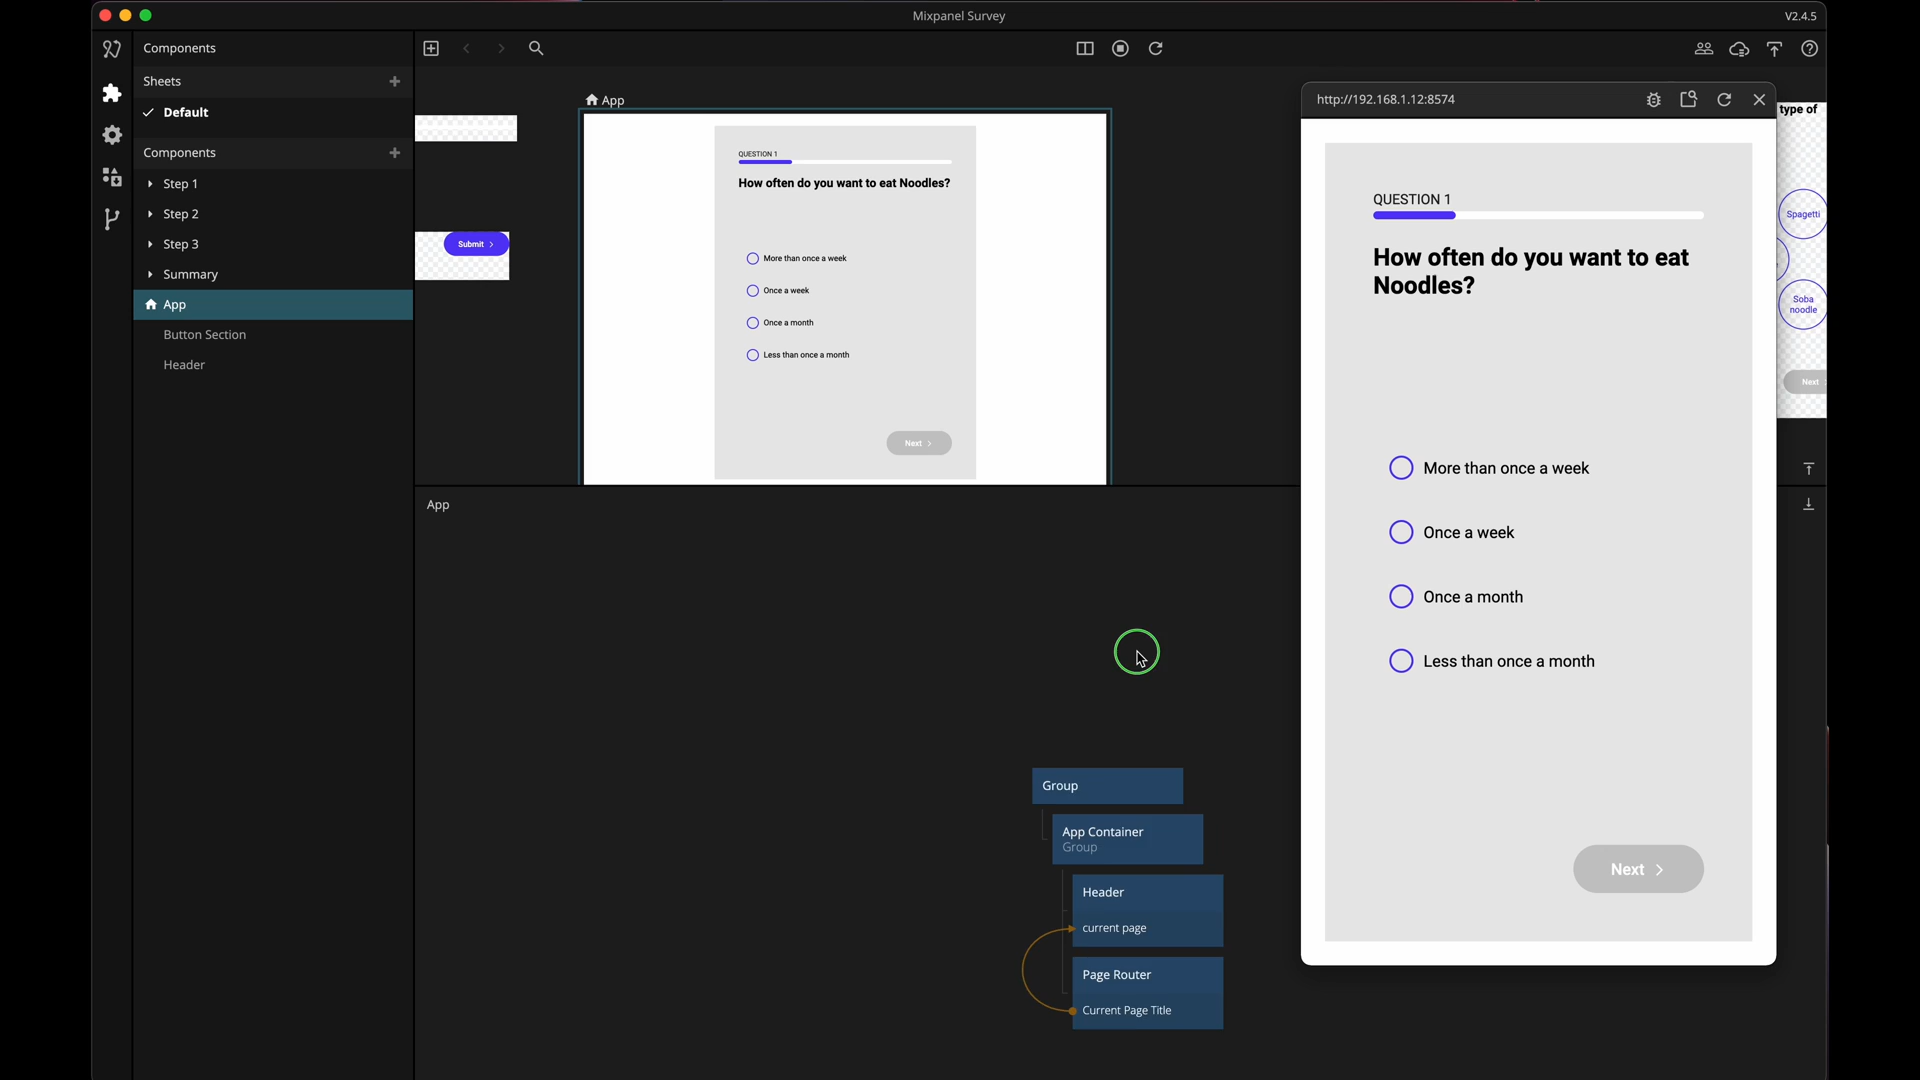 Mixpanel Survey
V2.4.5
Components
Sheets
Default
Components
Step 1
Step 2
Step 3
Summary
App
Button Section
Header
App
Submit
QUESTION 1
How often do you want to eat Noodles?
More than once a week
Once a week
Once a month
Less than once a month
Next
http://192.168.1.12:8574
QUESTION 1
How often do you want to eat
Noodles?
More than once a week
Once a week
Once a month
Less than once a month
Next
type of
Spagetti
Soba
noodle
Next
App
Group
App Container
Group
Header
current page
Page Router
Current Page Title